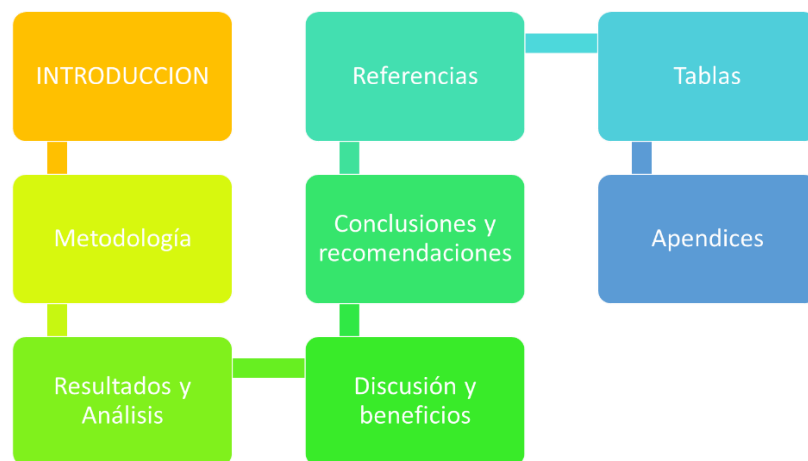 INTRODUCCION
Metodología
Resultados y
Análisis
Discusión y
beneficios
Conclusiones y
recomendaciones
Referencias
Tablas
Apendices